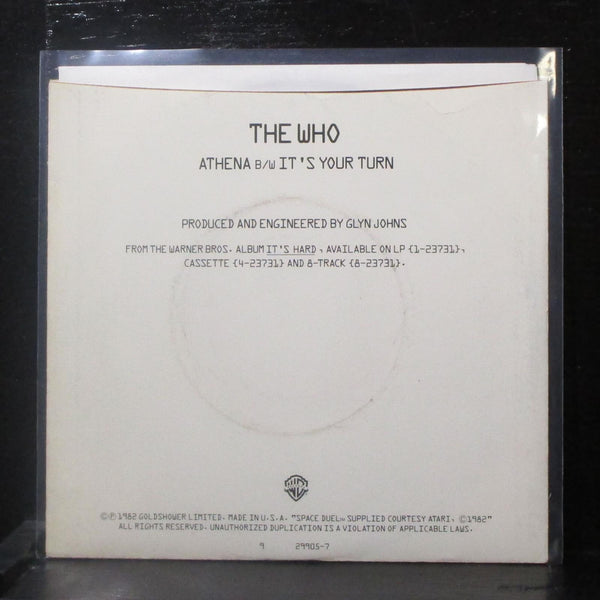 THE WHO
ATHENA B/W IT'S YOUR TURN
PRODUCED AND ENGINEERED BY GLYN JOHNS
FROM THE WARNER BROS. ALBUM IT'S HARD, AVAILABLE ON LP {1-23731},
CASSETTE {4-23731} AND 8-TRACK {8-23731}.
©℗ 1982 GOLDSHOWER LIMITED. MADE IN U.S.A. "SPACE DUEL™ SUPPLIED COURTESY ATARI, ©1982"
ALL RIGHTS RESERVED. UNAUTHORIZED DUPLICATION IS A VIOLATION OF APPLICABLE LAWS.
9 29905-7